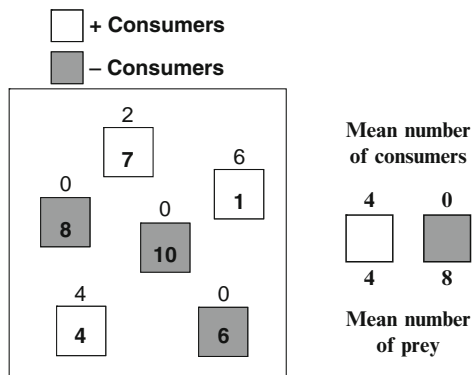 + Consumers
– Consumers
2
7
6
1
0
8
0
10
4
4
0
6
Mean number
of consumers
4 0
4 8
Mean number
of prey